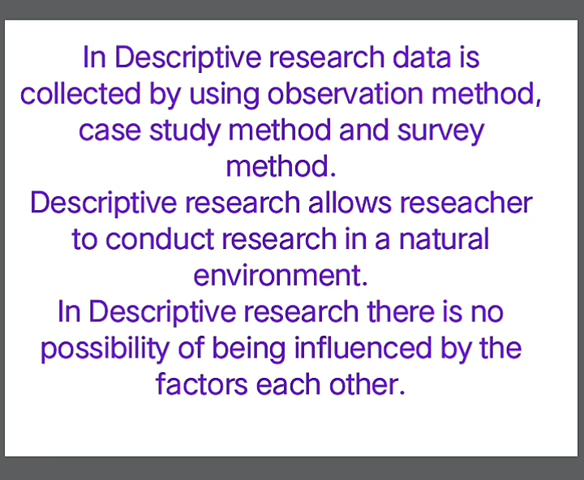 In Descriptive research data is
collected by using observation method,
case study method and survey
method.
Descriptive research allows reseacher
to conduct research in a natural
environment.
In Descriptive research there is no
possibility of being influenced by the
factors each other.